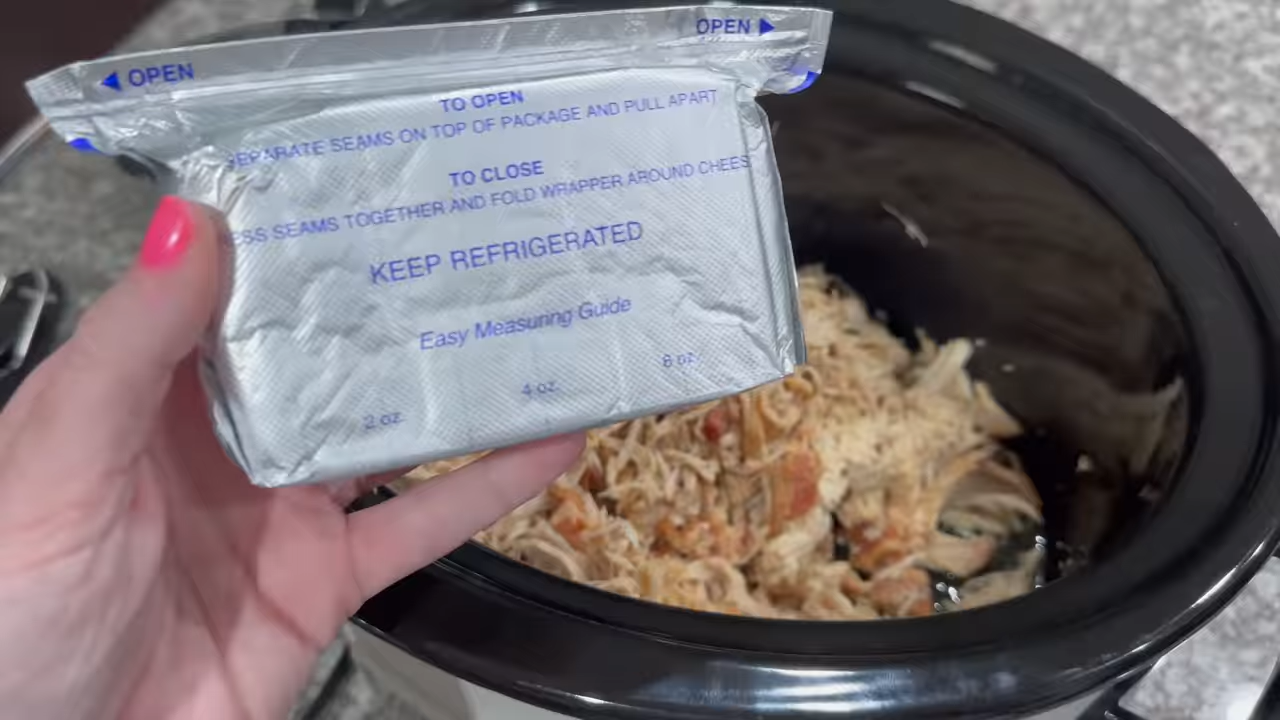 OPEN
OPEN
TO OPEN
SEPARATE SEAMS ON TOP OF PACKAGE AND PULL APART
TO CLOSE
ESS SEAMS TOGETHER AND FOLD WRAPPER AROUND CHEES
KEEP REFRIGERATED
Easy Measuring Guide
2 oz.
4 oz.
6 oz.